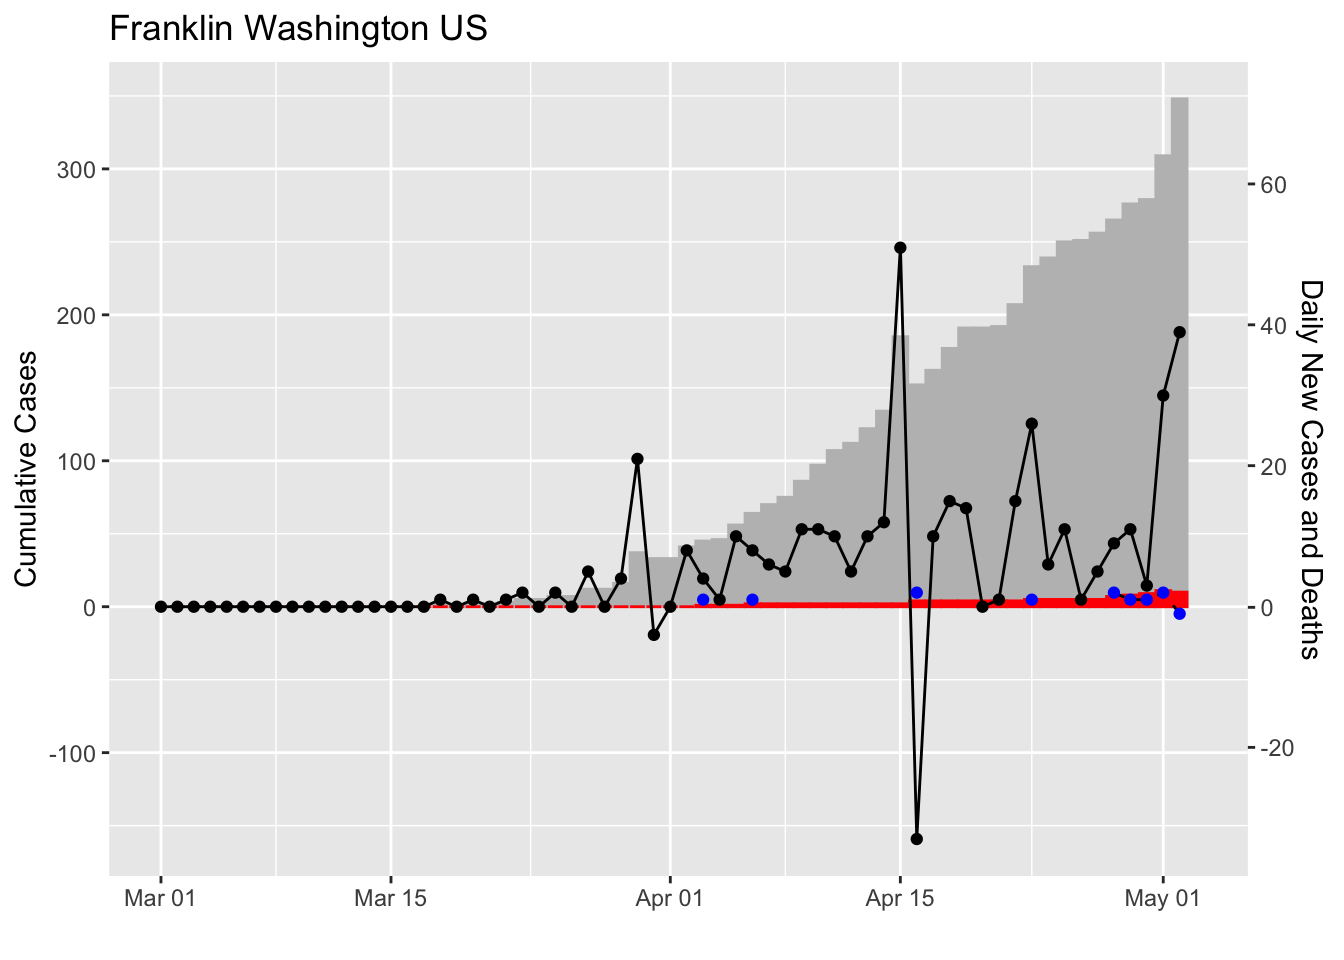 Franklin Washington US
Cumulative Cases
300
200
100
0
-100
60
40
20
0
-20
Daily New Cases and Deaths
Mar 01
Mar 15
Apr 01
Apr 15
May 01